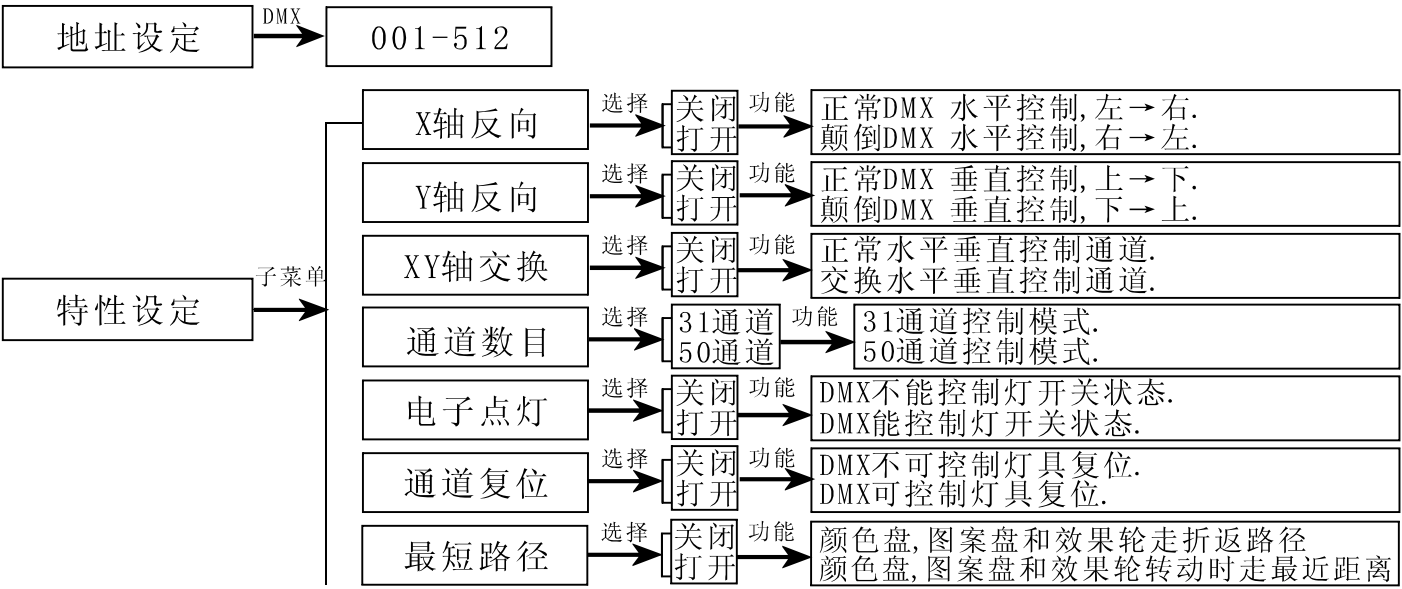 地址设定 DMX 001-512
特性设定 子菜单
X轴反向 选择 关闭 功能 正常DMX 水平控制,左→右.
打开 颠倒DMX 水平控制,右→左.
Y轴反向 选择 关闭 功能 正常DMX 垂直控制,上→下.
打开 颠倒DMX 垂直控制,下→上.
XY轴交换 选择 关闭 功能 正常水平垂直控制通道.
打开 交换水平垂直控制通道.
通道数目 选择 31通道 功能 31通道控制模式.
50通道 50通道控制模式.
电子点灯 选择 关闭 功能 DMX不能控制灯开关状态.
打开 DMX能控制灯开关状态.
通道复位 选择 关闭 功能 DMX不可控制灯具复位.
打开 DMX可控制灯具复位.
最短路径 选择 关闭 功能 颜色盘,图案盘和效果轮走折返路径
打开 颜色盘,图案盘和效果轮转动时走最近距离